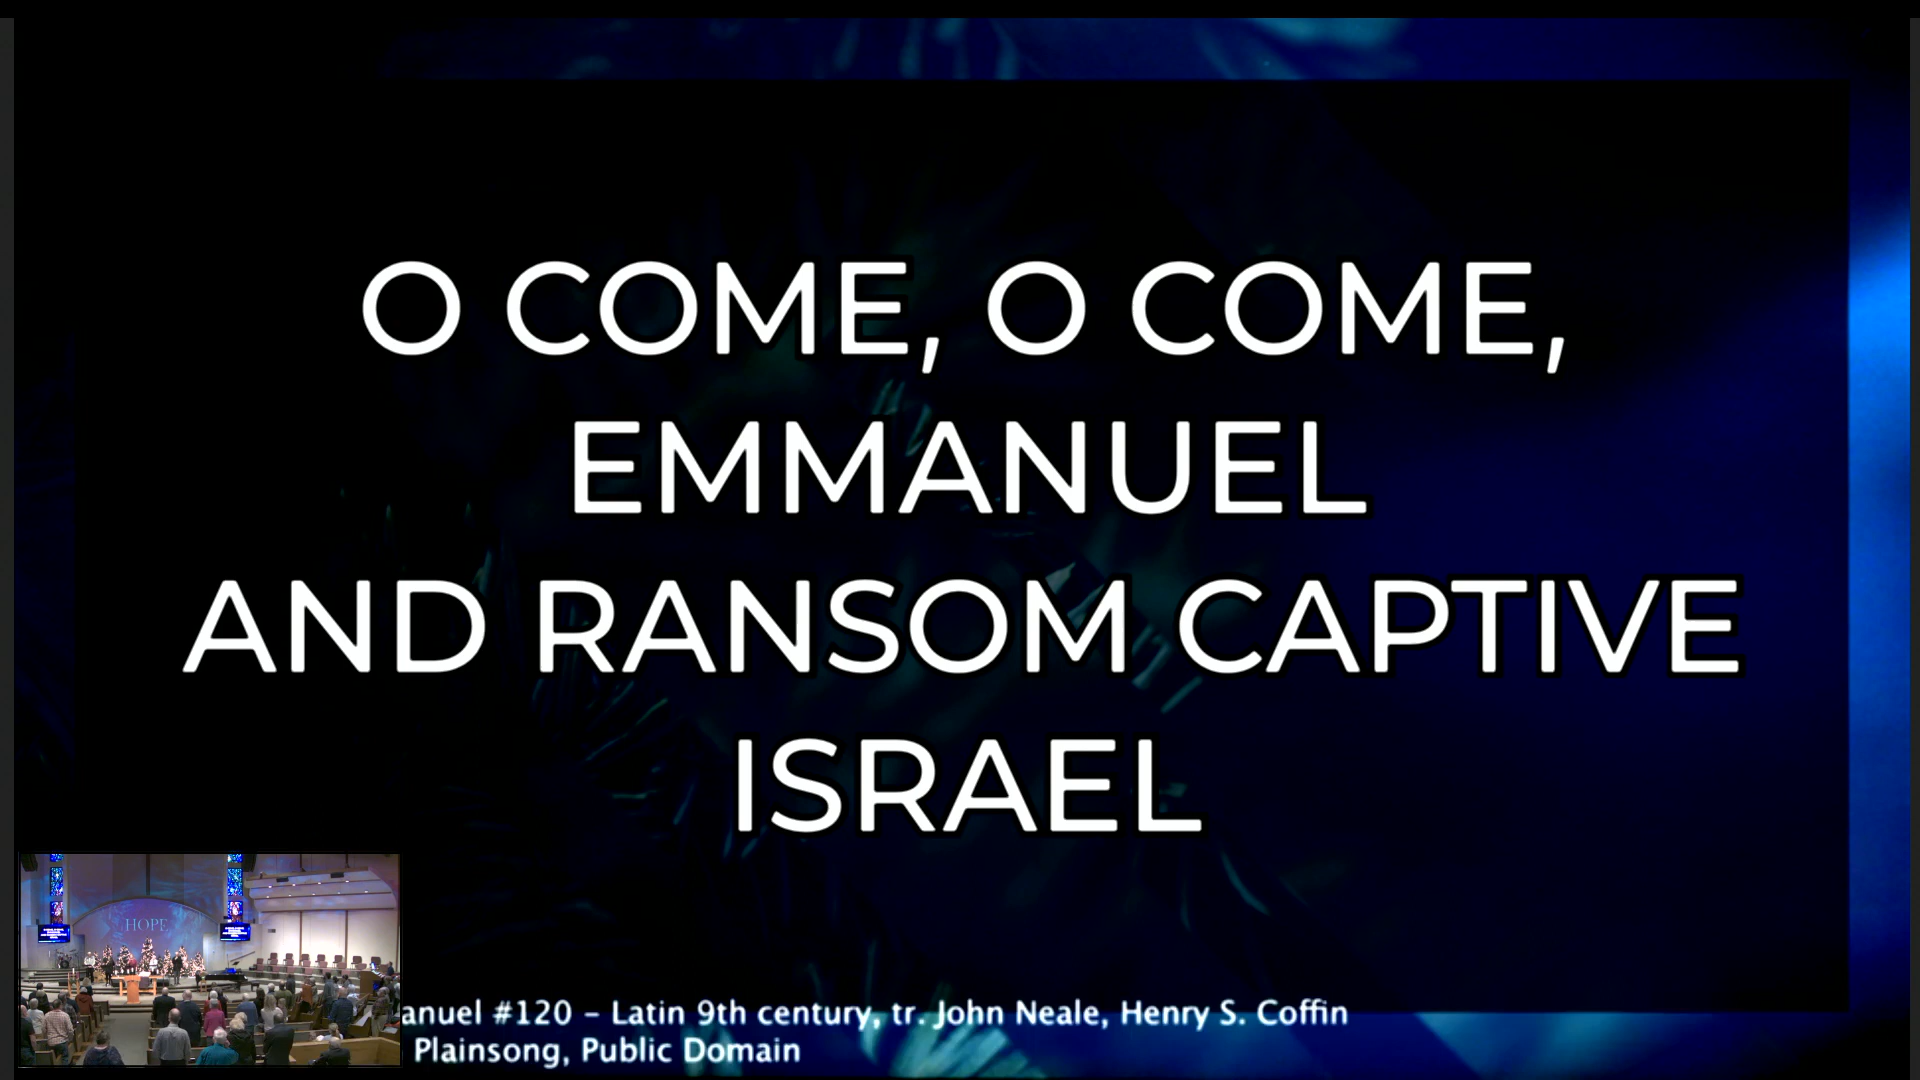 O COME, O COME,
EMMANUEL
AND RANSOM CAPTIVE
ISRAEL
HOPE
anuel #120 – Latin 9th century, tr. John Neale, Henry S. Coffin
Plainsong, Public Domain